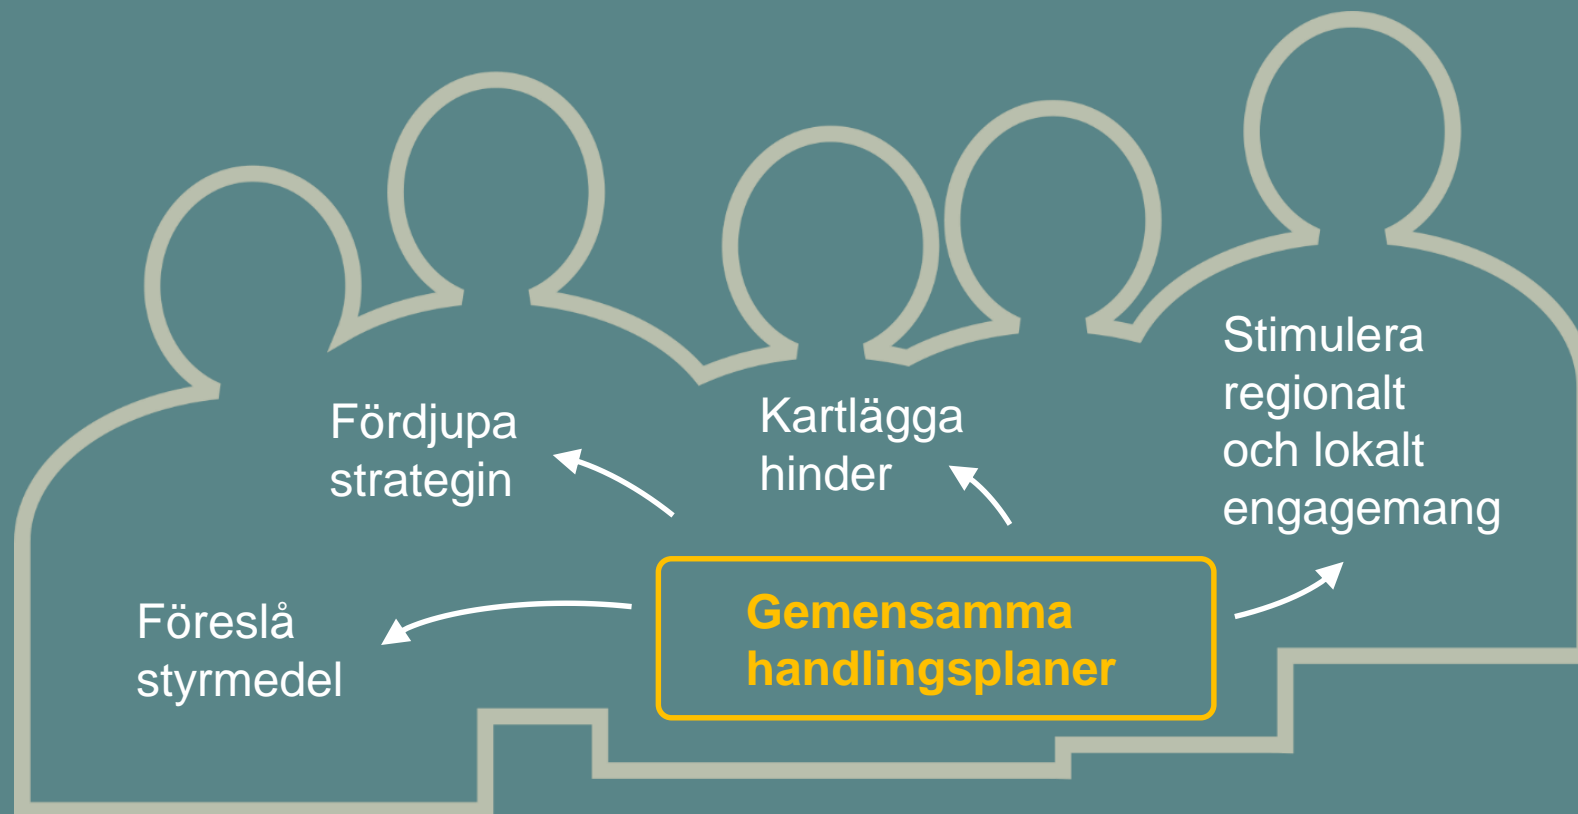 Fördjupa
strategin
Kartlägga
hinder
Stimulera
regionalt
och lokalt
engagemang
Föreslå
styrmedel
Gemensamma
handlingsplaner